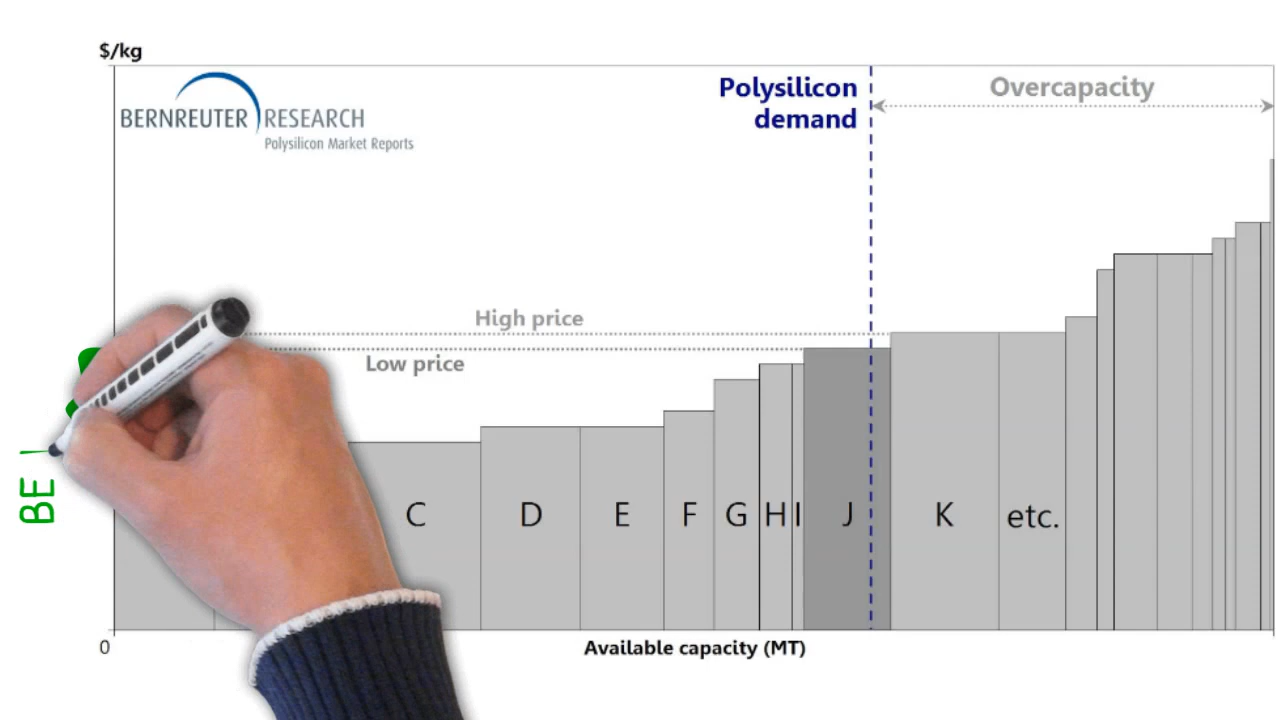 $/kg
BERNREUTER RESEARCH
Polysilicon Market Reports
Polysilicon
demand
Overcapacity
High price
Low price
BE
C D E F G H I J K etc.
0
Available capacity (MT)